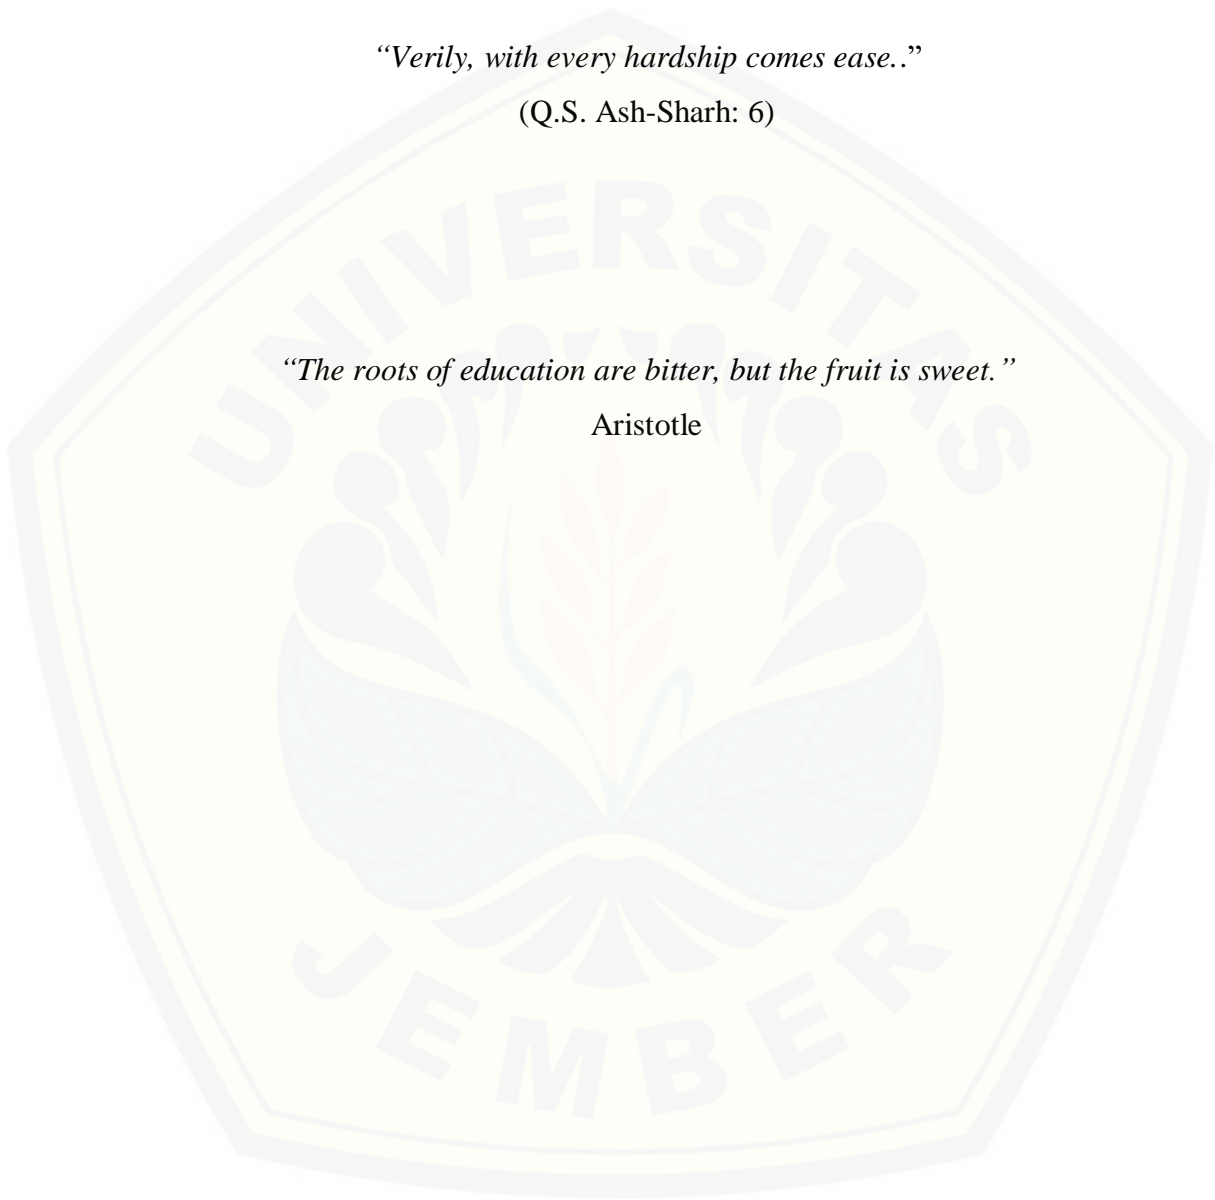 “Verily, with every hardship comes ease..”
(Q.S. Ash-Sharh: 6)
UNIVERSITAS
“The roots of education are bitter, but the fruit is sweet.”
Aristotle
JEMBER